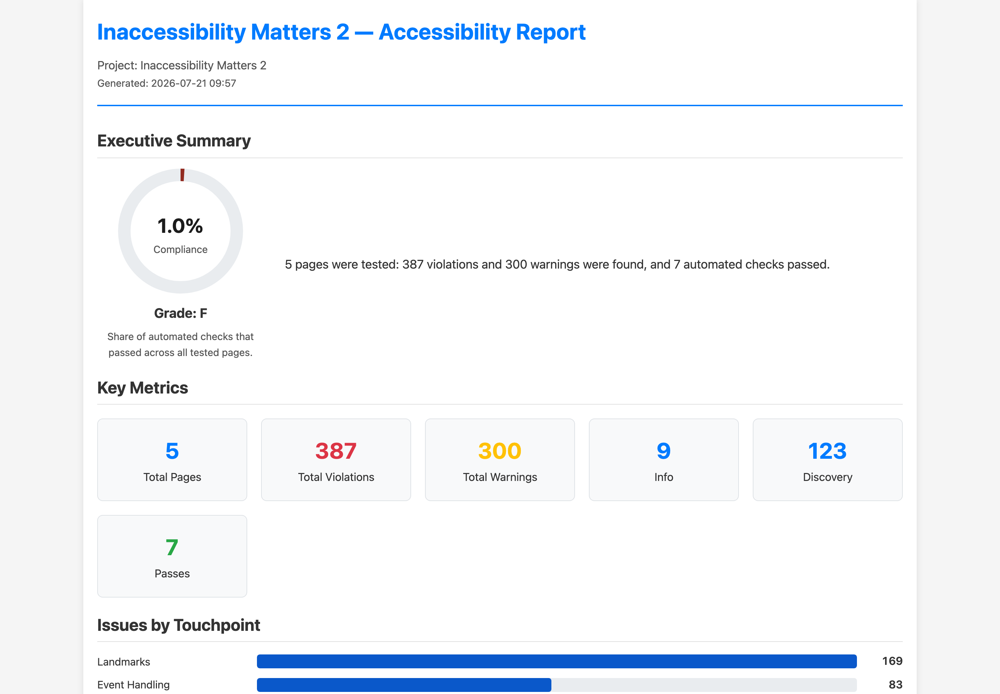 Inaccessibility Matters 2 — Accessibility Report
Project: Inaccessibility Matters 2
Generated: 2026-07-21 09:57
Executive Summary
1.0%
Compliance
Grade: F
Share of automated checks that
passed across all tested pages.
5 pages were tested: 387 violations and 300 warnings were found, and 7 automated checks passed.
Key Metrics
5
Total Pages
387
Total Violations
300
Total Warnings
9
Info
123
Discovery
7
Passes
Issues by Touchpoint
Landmarks 169
Event Handling 83